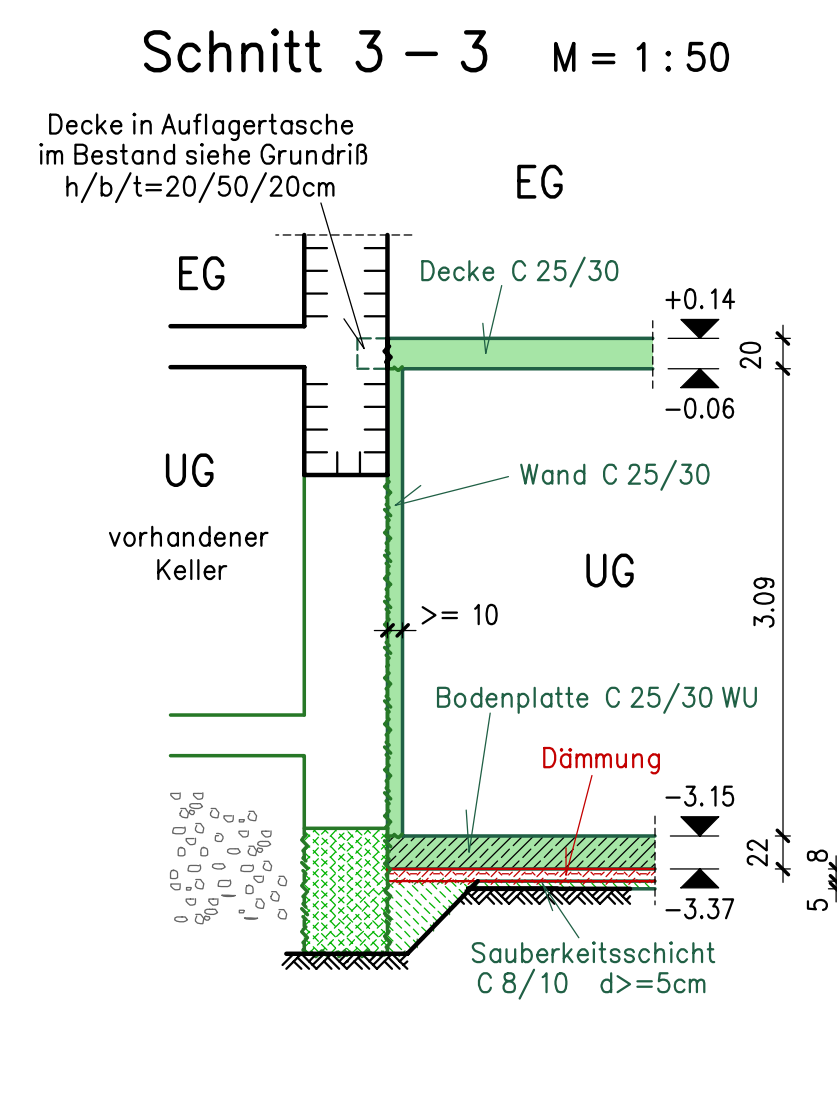 Schnitt 3 – 3 M = 1 : 50
Decke in Auflagertasche
im Bestand siehe Grundriß
h/b/t=20/50/20cm
EG
EG
Decke C 25/30
+0.14
20
−0.06
UG
Wand C 25/30
vorhandener
Keller
UG
3.09
>= 10
Bodenplatte C 25/30 WU
Dämmung
−3.15
22
8
5
−3.37
Sauberkeitsschicht
C 8/10 d>=5cm